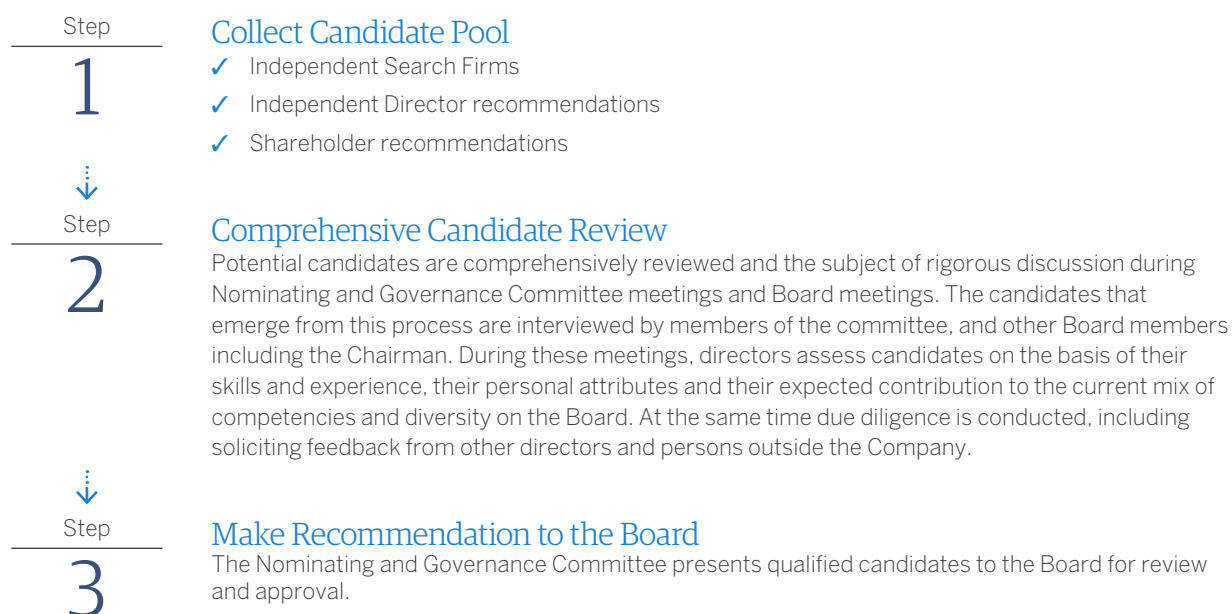 Step
1
Collect Candidate Pool
✓ Independent Search Firms
✓ Independent Director recommendations
✓ Shareholder recommendations
Step
2
Comprehensive Candidate Review
Potential candidates are comprehensively reviewed and the subject of rigorous discussion during
Nominating and Governance Committee meetings and Board meetings. The candidates that
emerge from this process are interviewed by members of the committee, and other Board members
including the Chairman. During these meetings, directors assess candidates on the basis of their
skills and experience, their personal attributes and their expected contribution to the current mix of
competencies and diversity on the Board. At the same time due diligence is conducted, including
soliciting feedback from other directors and persons outside the Company.
Step
3
Make Recommendation to the Board
The Nominating and Governance Committee presents qualified candidates to the Board for review
and approval.